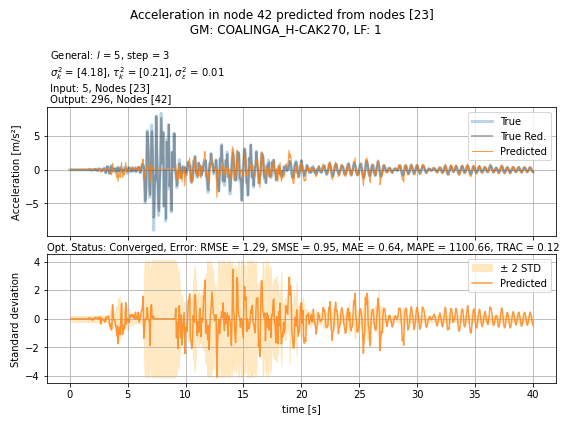 Acceleration in node 42 predicted from nodes [23]
GM: COALINGA_H-CAK270, LF: 1
General: l = 5, step = 3
σ²ₖ = [4.18], τ²ₖ = [0.21], σ²ε = 0.01
Input: 5, Nodes [23]
Output: 296, Nodes [42]
Acceleration [m/s²]
5
0
−5
True
True Red.
Predicted
Opt. Status: Converged, Error: RMSE = 1.29, SMSE = 0.95, MAE = 0.64, MAPE = 1100.66, TRAC = 0.12
Standard deviation
4
2
0
−2
−4
± 2 STD
Predicted
0 5 10 15 20 25 30 35 40
time [s]